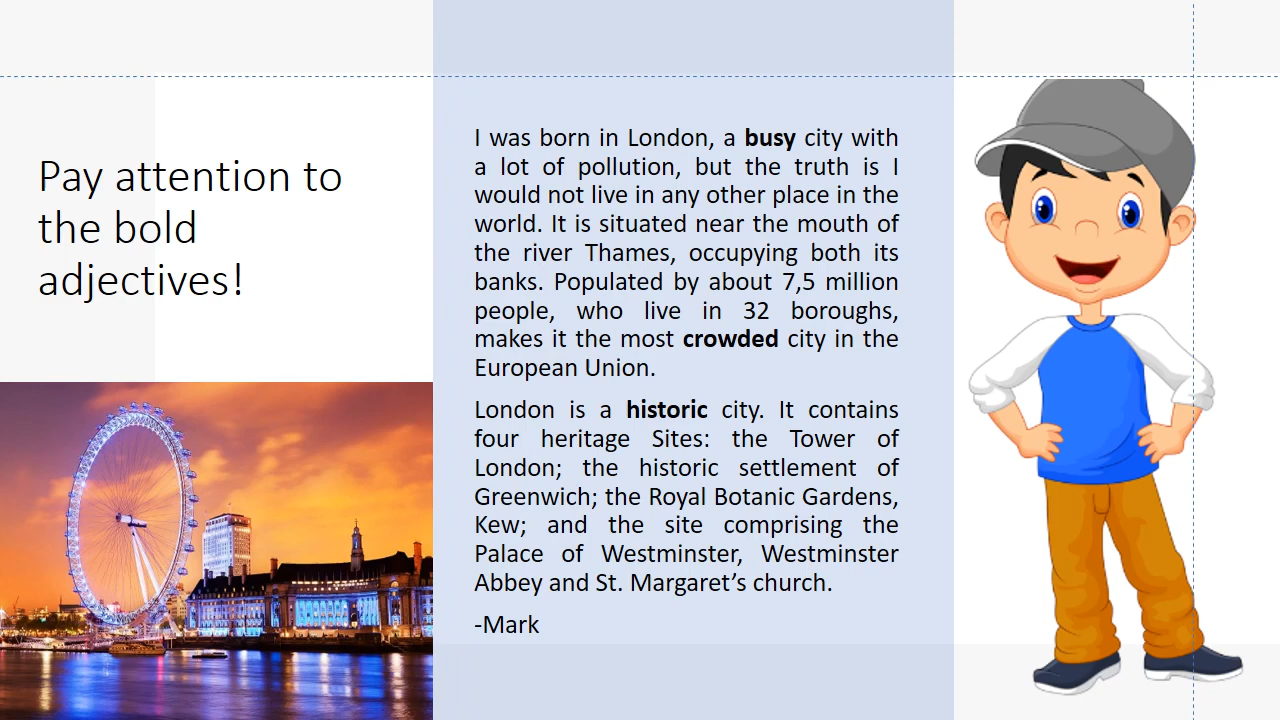 Pay attention to
the bold
adjectives!
I was born in London, a busy city with
a lot of pollution, but the truth is I
would not live in any other place in the
world. It is situated near the mouth of
the river Thames, occupying both its
banks. Populated by about 7,5 million
people, who live in 32 boroughs,
makes it the most crowded city in the
European Union.
London is a historic city. It contains
four heritage Sites: the Tower of
London; the historic settlement of
Greenwich; the Royal Botanic Gardens,
Kew; and the site comprising the
Palace of Westminster, Westminster
Abbey and St. Margaret’s church.
-Mark